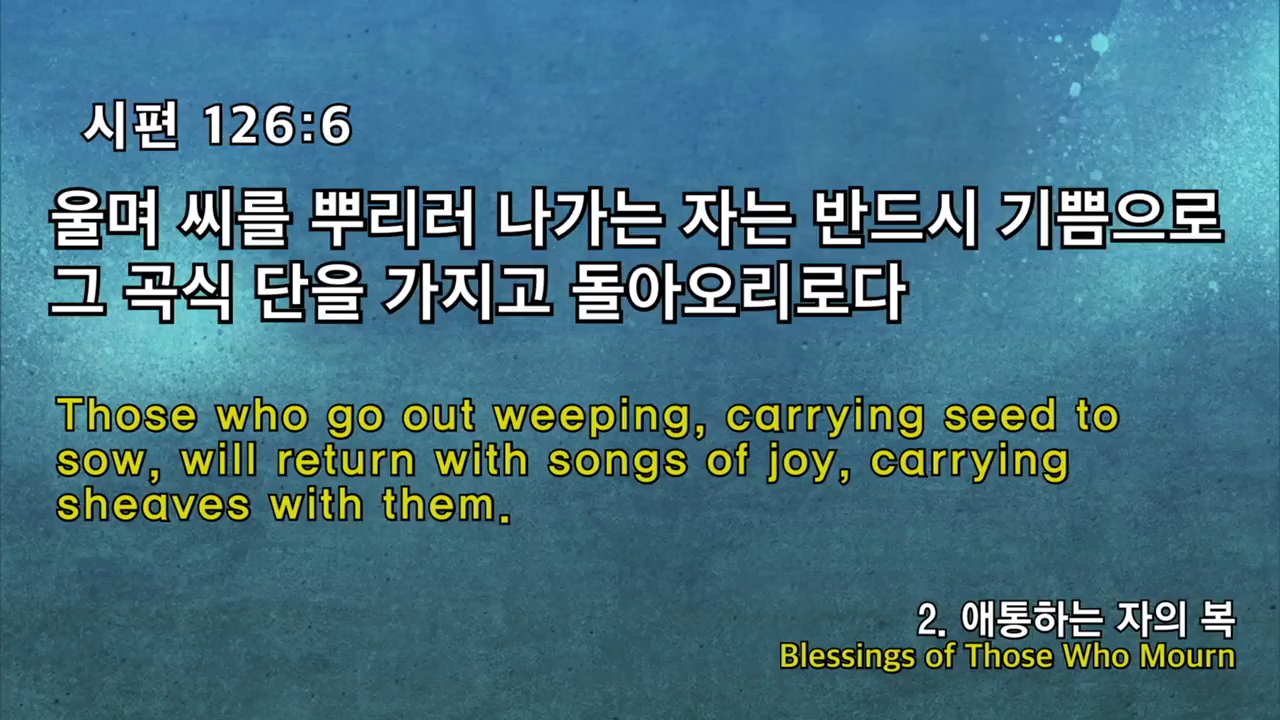 시편 126:6
울며 씨를 뿌리러 나가는 자는 반드시 기쁨으로
그 곡식 단을 가지고 돌아오리로다
Those who go out weeping, carrying seed to
sow, will return with songs of joy, carrying
sheaves with them.
2. 애통하는 자의 복
Blessings of Those Who Mourn